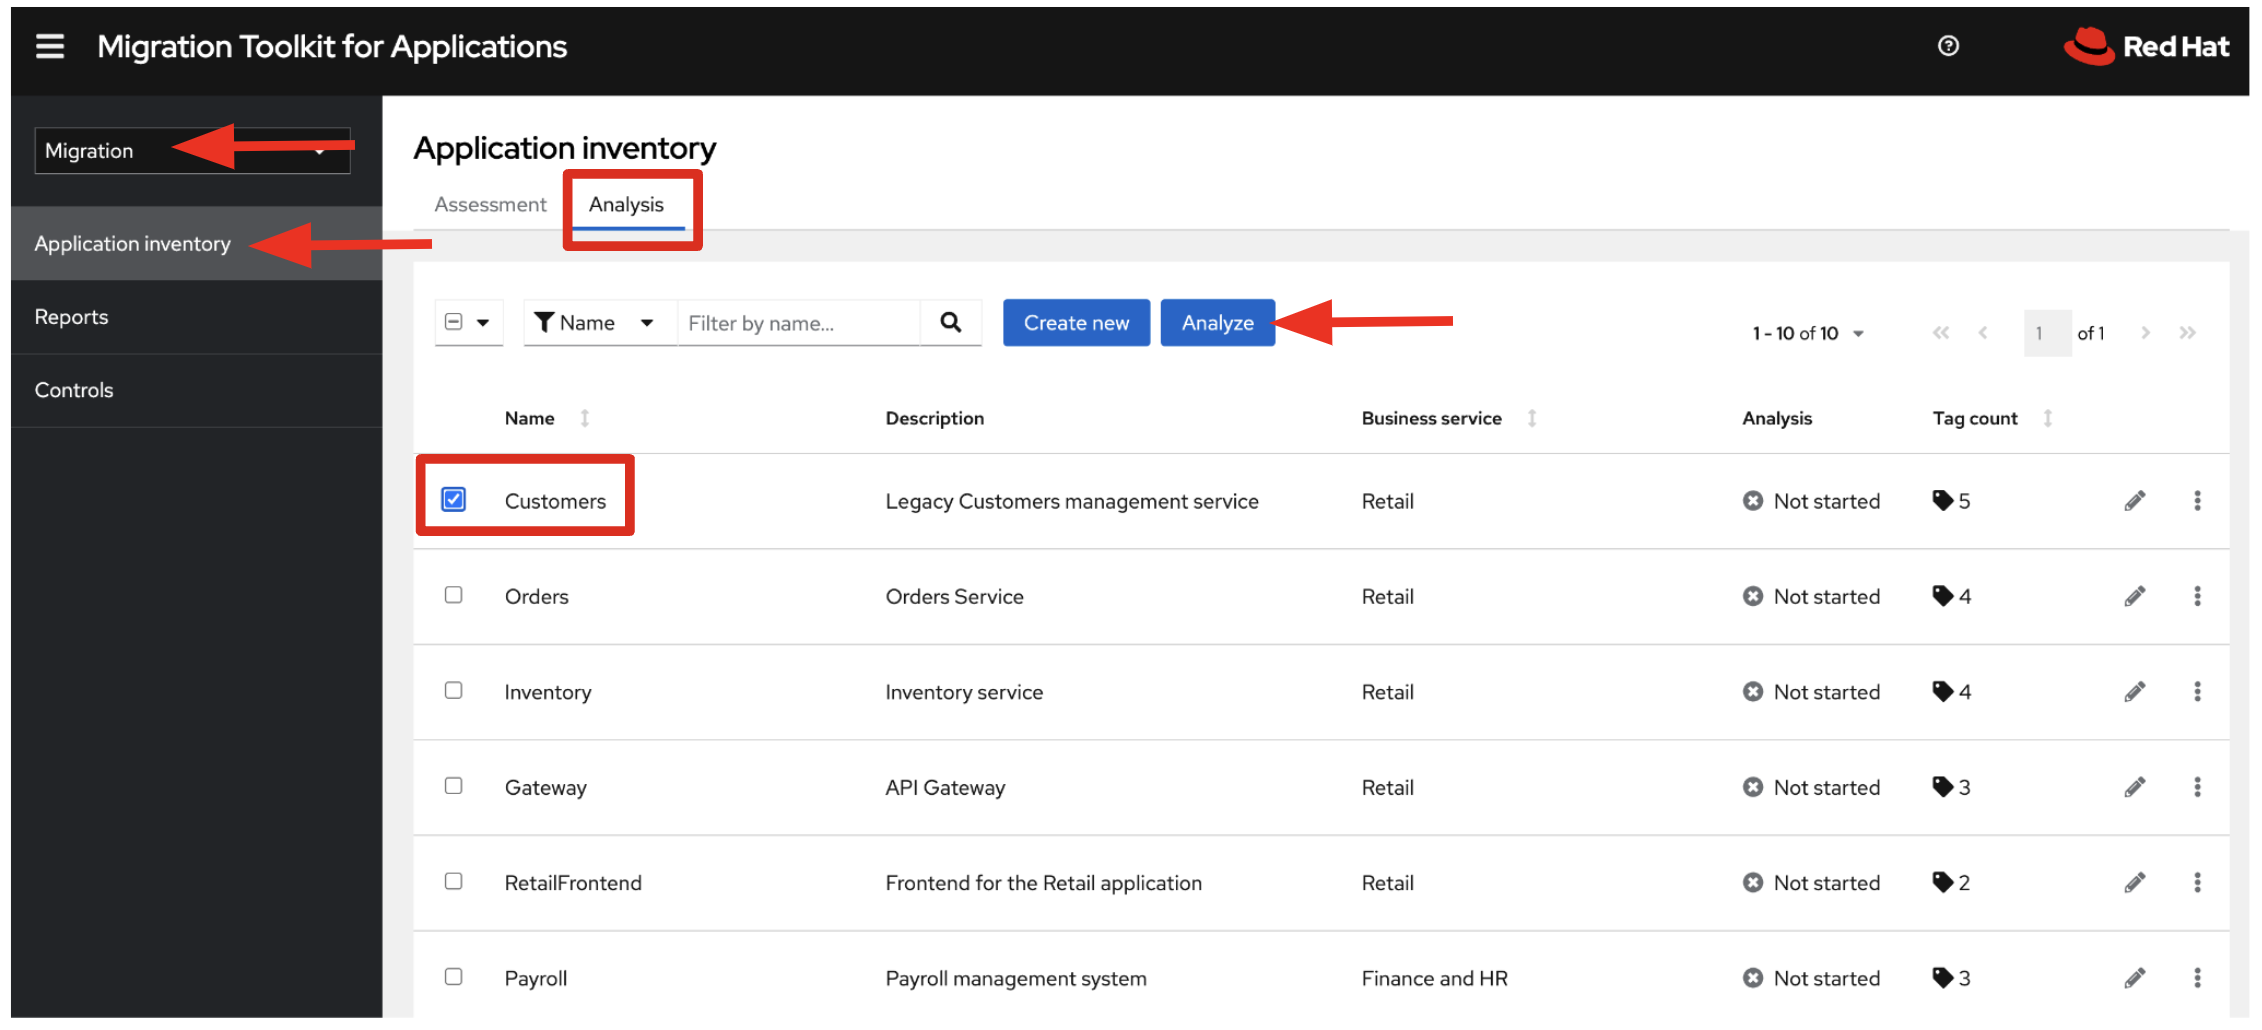 Migration Toolkit for Applications
Red Hat
Migration
Application inventory
Reports
Controls
Application inventory
Assessment Analysis
Name Filter by name... Create new Analyze 1 - 10 of 10 1 of 1
Name Description Business service Analysis Tag count
Customers Legacy Customers management service Retail Not started 5
Orders Orders Service Retail Not started 4
Inventory Inventory service Retail Not started 4
Gateway API Gateway Retail Not started 3
RetailFrontend Frontend for the Retail application Retail Not started 2
Payroll Payroll management system Finance and HR Not started 3